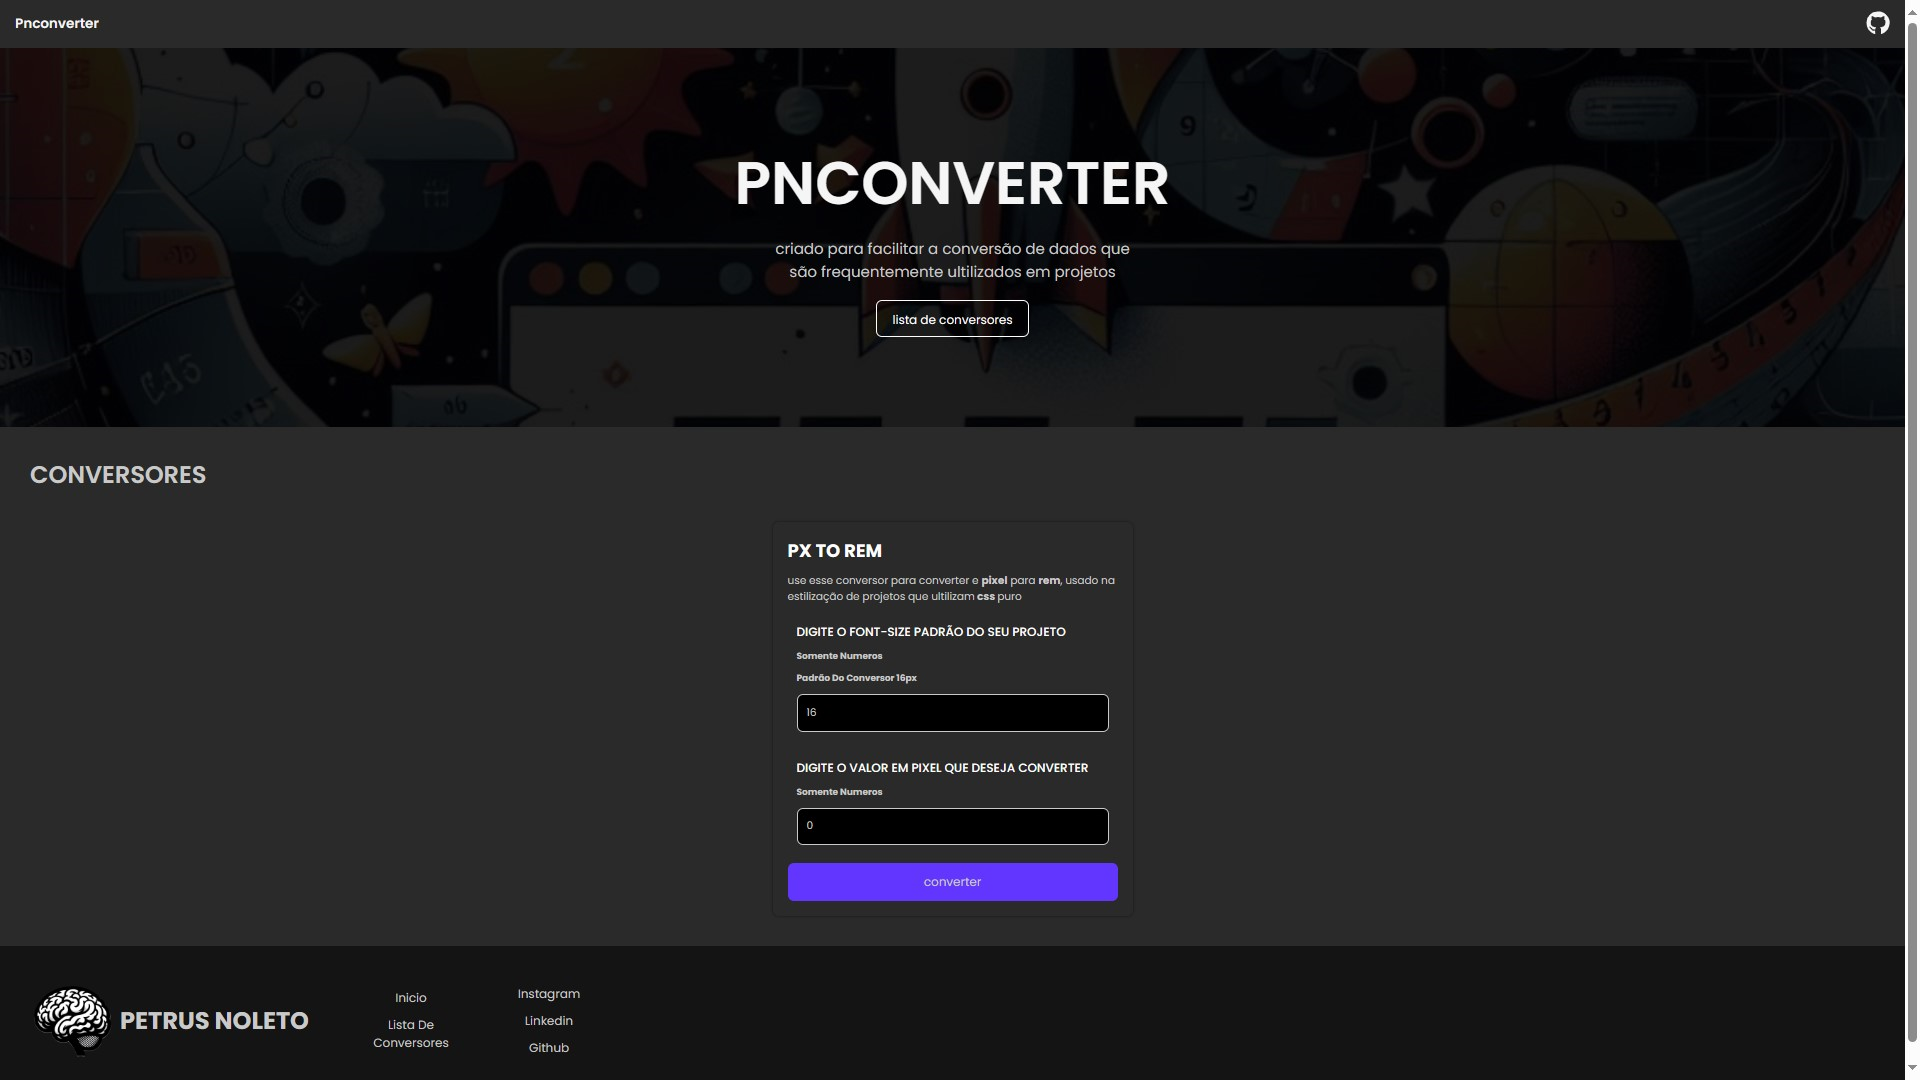 Pnconverter
PNCONVERTER
criado para facilitar a conversão de dados que
são frequentemente ultilizados em projetos
lista de conversores
CONVERSORES
PX TO REM
use esse conversor para converter e pixel para rem, usado na
estilização de projetos que ultilizam css puro
DIGITE O FONT-SIZE PADRÃO DO SEU PROJETO
Somente Numeros
Padrão Do Conversor 16px
16
DIGITE O VALOR EM PIXEL QUE DESEJA CONVERTER
Somente Numeros
0
converter
PETRUS NOLETO
Inicio
Lista De
Conversores
Instagram
Linkedin
Github